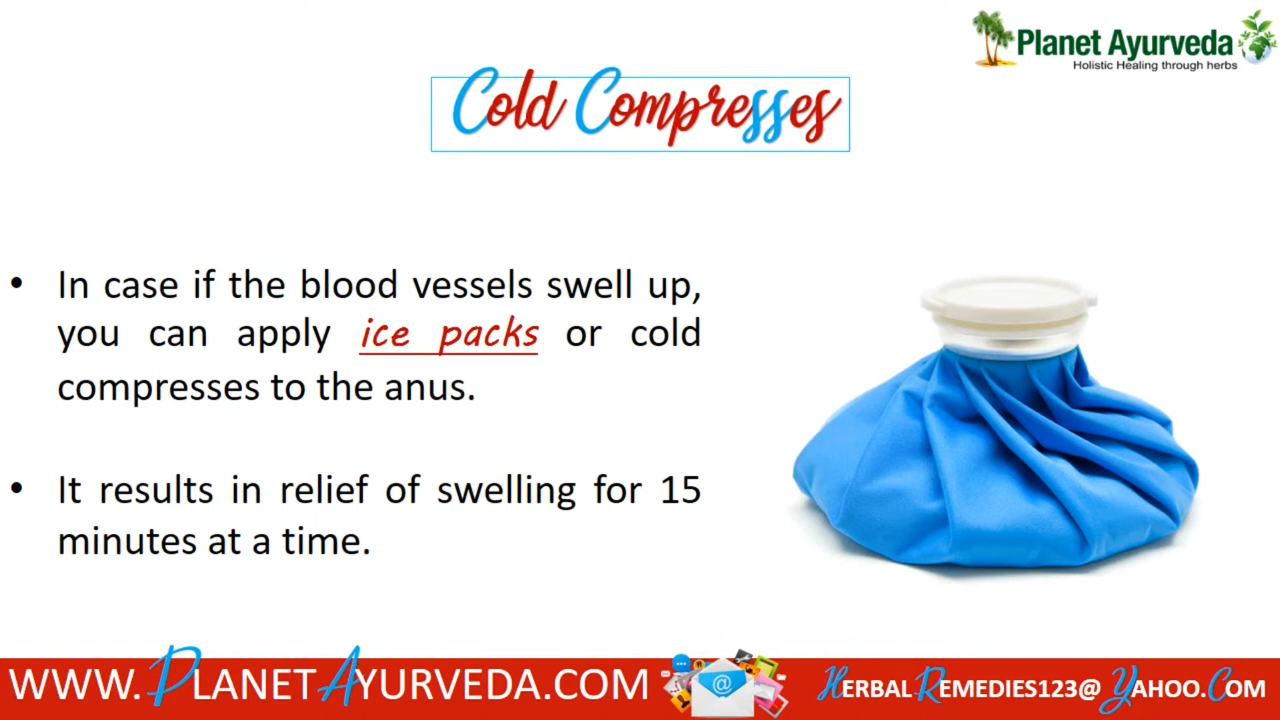 Planet Ayurveda
Holistic Healing through herbs
Cold Compresses
• In case if the blood vessels swell up,
you can apply ice packs or cold
compresses to the anus.
• It results in relief of swelling for 15
minutes at a time.
WWW.PLANETAYURVEDA.COM
@
HERBALREMEDIES123@YAHOO.COM